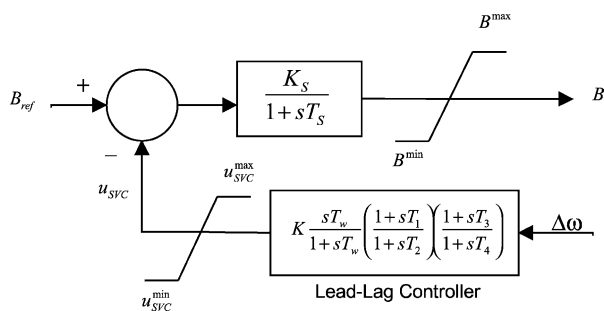 B^max
K_S / (1 + sT_S)
B_ref
+
B
−
B^min
u_SVC
u_SVC^max
K sT_w / (1 + sT_w) ((1 + sT_1) / (1 + sT_2)) ((1 + sT_3) / (1 + sT_4))
Δω
u_SVC^min
Lead-Lag Controller